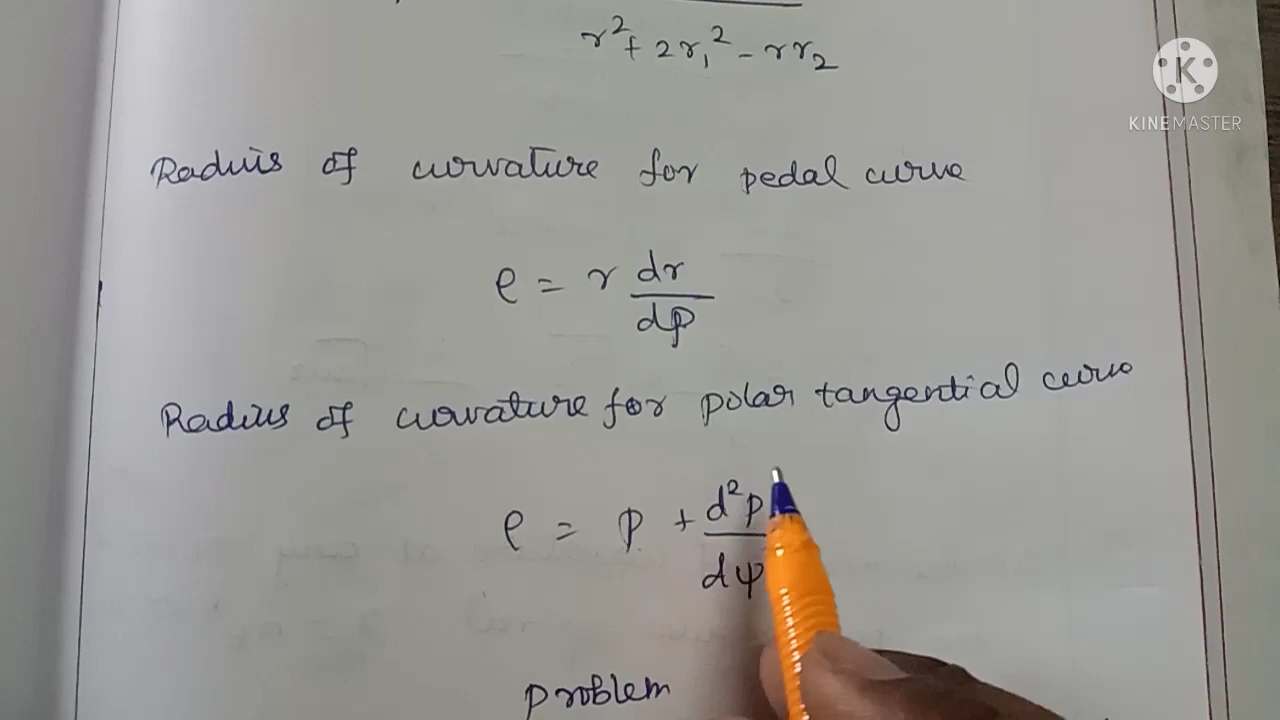 r² + 2r₁² - rr₂
KINEMASTER
Raduis of curvature for pedal curve
ρ = r dr/dp
Radius of curvature for polar tangential curve
ρ = p + d²p/dψ
problem